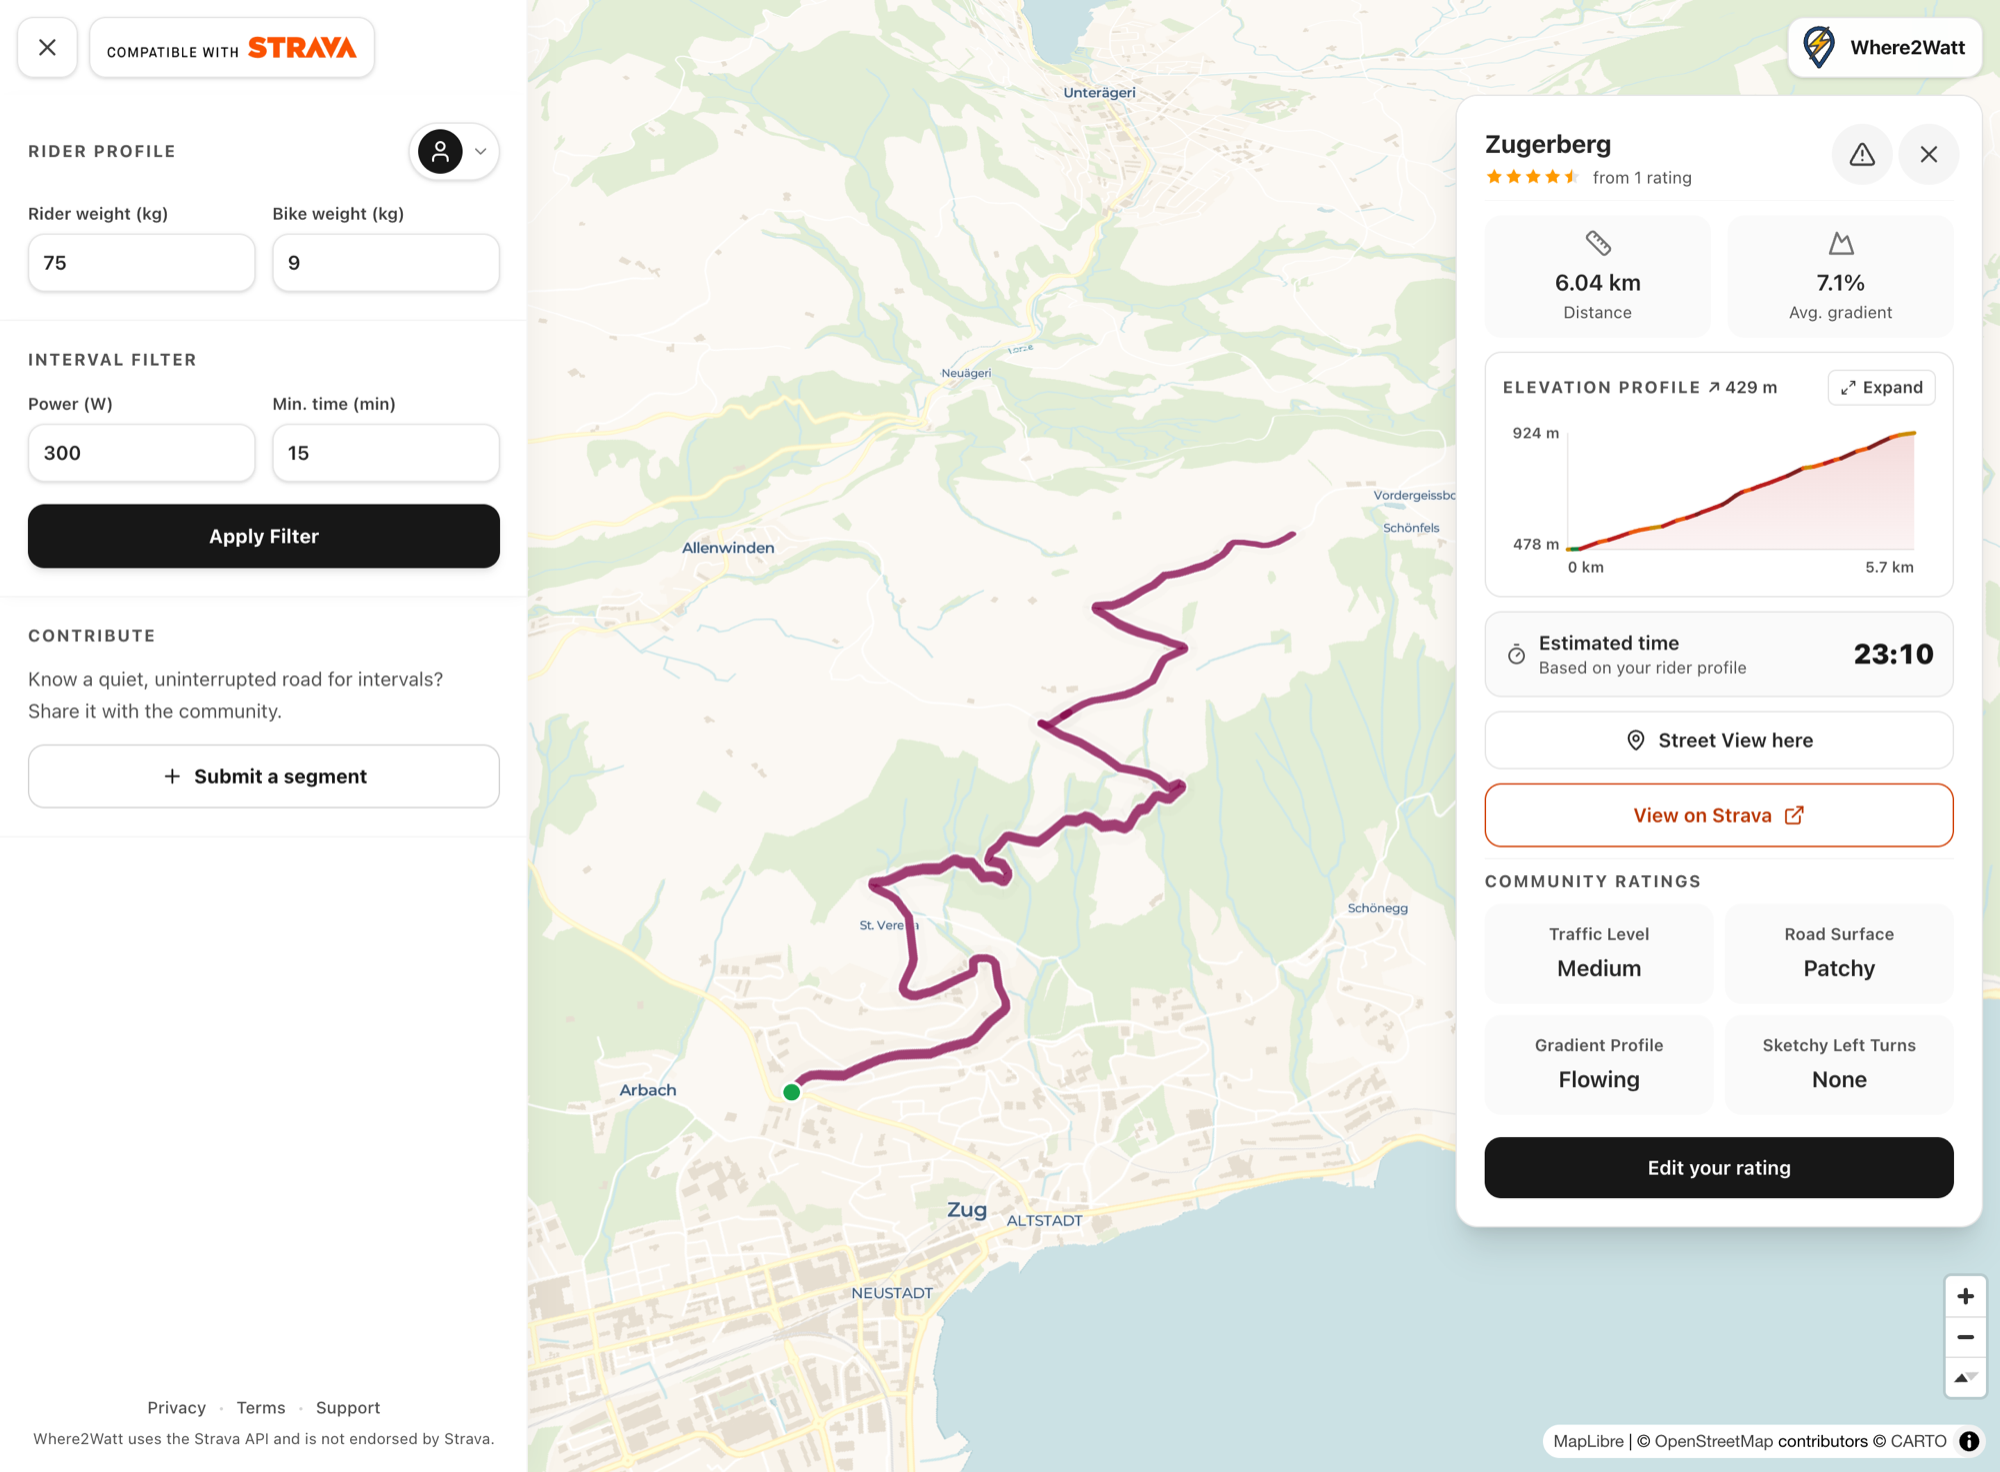 COMPATIBLE WITH STRAVA
RIDER PROFILE
Rider weight (kg)
Bike weight (kg)
75
9
INTERVAL FILTER
Power (W)
Min. time (min)
300
15
Apply Filter
CONTRIBUTE
Know a quiet, uninterrupted road for intervals?
Share it with the community.
+ Submit a segment
Privacy · Terms · Support
Where2Watt uses the Strava API and is not endorsed by Strava.
Unterägeri
Lorze
Neuägeri
Vordergeissbo
Schönfels
Allenwinden
St. Veren
Schönegg
Arbach
Zug
ALTSTADT
NEUSTADT
Where2Watt
Zugerberg
from 1 rating
6.04 km
Distance
7.1%
Avg. gradient
ELEVATION PROFILE ↗ 429 m
Expand
924 m
478 m
0 km
5.7 km
Estimated time
Based on your rider profile
23:10
Street View here
View on Strava
COMMUNITY RATINGS
Traffic Level
Medium
Road Surface
Patchy
Gradient Profile
Flowing
Sketchy Left Turns
None
Edit your rating
MapLibre | © OpenStreetMap contributors © CARTO